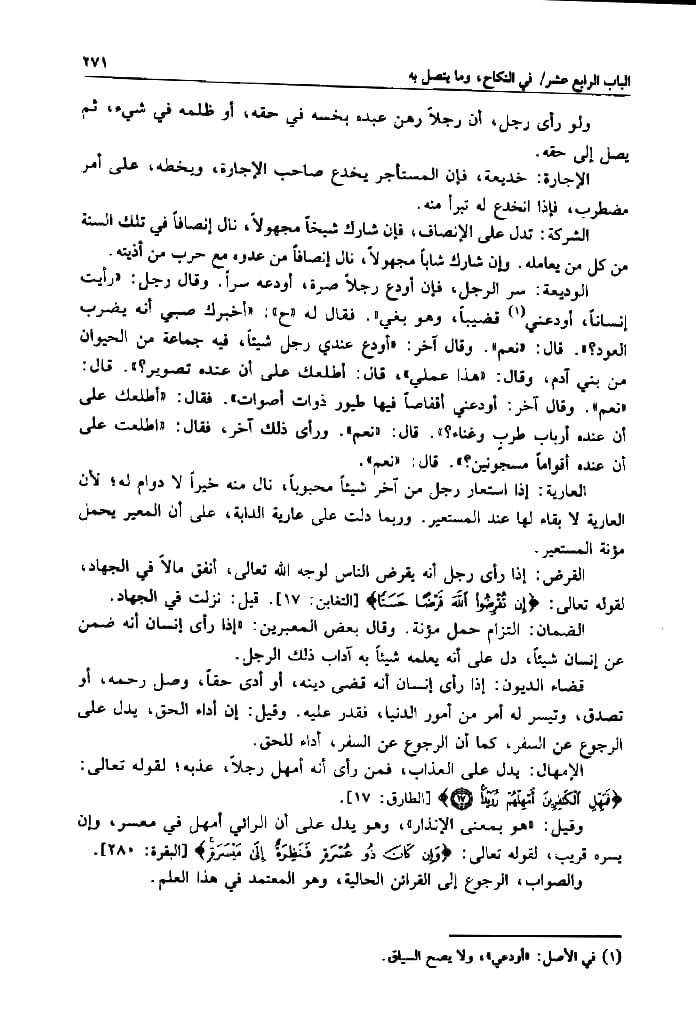 الباب الرابع عشر/ في النكاح، وما يتصل به
٢٧١
ولو رأى رجل، أن رجلاً رهن عبده بخسه في حقه، أو ظلمه في شيء، ثم
يصل إلى حقه.
الإجارة: خديعة، فإن المستأجر يخدع صاحب الإجارة، ويخطه، على أمر
مضطرب، فإذا انخدع له تبرأ منه.
الشركة: تدل على الإنصاف، فإن شارك شيخاً مجهولاً، نال إنصافاً في تلك السنة
من كل من يعامله. وإن شارك شاباً مجهولاً، نال إنصافاً من عدوه مع حرب من أذيته.
الوديعة: سر الرجل، فإن أودع رجلاً صرة، أودعه سراً. وقال رجل: «رأيت
إنساناً، أودعني(١) قضيباً، وهو بغي». فقال له «ح»: «أخبرك صبي أنه يضرب
العود؟». قال: «نعم». وقال آخر: «أودع عندي رجل شيئاً، فيه جماعة من الحيوان
من بني آدم، وقال: «هذا عملي»، قال: أطلعك على أن عنده تصوير؟». قال:
«نعم». وقال آخر: أودعني أقفاصاً فيها طيور ذوات أصوات». فقال: «أطلعك على
أن عنده أرباب طرب وغناء؟». قال: «نعم». ورأى ذلك آخر، فقال: «اطلعت على
أن عنده أقواماً مسجونين؟». قال: «نعم».
العارية: إذا استعار رجل من آخر شيئاً محبوباً، نال منه خيراً لا دوام له؛ لأن
العارية لا بقاء لها عند المستعير. وربما دلت على عارية الدابة، على أن المعير يحمل
مؤنة المستعير.
القرض: إذا رأى رجل أنه يقرض الناس لوجه الله تعالى، أنفق مالاً في الجهاد،
لقوله تعالى: ﴿إِن تُقْرِضُوا۟ ٱللَّهَ قَرْضًا حَسَنًا﴾ [التغابن: ١٧]. قيل: نزلت في الجهاد.
الضمان: التزام حمل مؤنة. وقال بعض المعبرين: «إذا رأى إنسان أنه ضمن
عن إنسان شيئاً، دل على أنه يعلمه شيئاً به آداب ذلك الرجل.
قضاء الديون: إذا رأى إنسان أنه قضى دينه، أو أدى حقاً، وصل رحمه، أو
تصدق، وتيسر له أمر من أمور الدنيا، فقدر عليه. وقيل: إن أداء الحق، يدل على
الرجوع عن السفر، كما أن الرجوع عن السفر، أداء للحق.
الإمهال: يدل على العذاب، فمن رأى أنه أمهل رجلاً، عذبه؛ لقوله تعالى:
﴿فَمَهِّلِ ٱلْكَٰفِرِينَ أَمْهِلْهُمْ رُوَيْدًۢا ١٧﴾ [الطارق: ١٧].
وقيل: «هو بمعنى الإنذار»، وهو يدل على أن الرائي أمهل في معسر، وإن
يسره قريب، لقوله تعالى: ﴿وَإِن كَانَ ذُو عُسْرَةٍ فَنَظِرَةٌ إِلَىٰ مَيْسَرَةٍ﴾ [البقرة: ٢٨٠].
والصواب، الرجوع إلى القرائن الحالية، وهو المعتمد في هذا العلم.
(١) في الأصل: «أودعي»، ولا يصح السيلق.